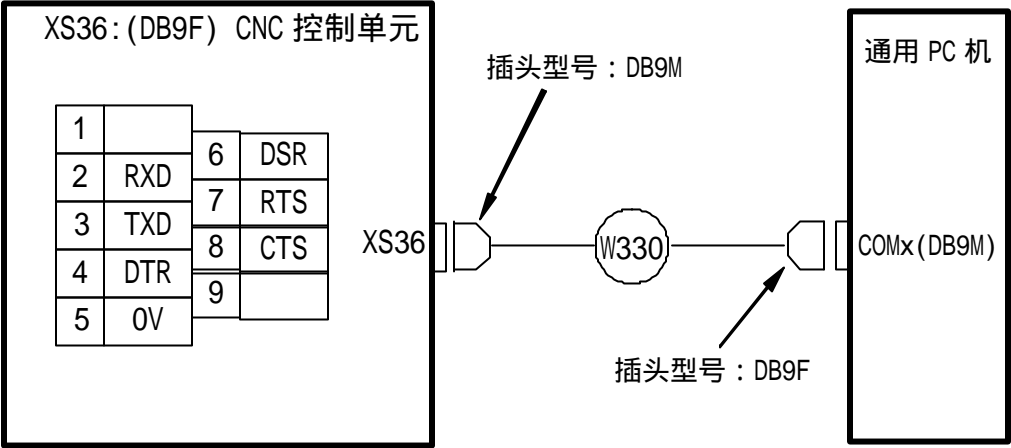 XS36:(DB9F) CNC 控制单元
插头型号：DB9M
通用 PC 机
1
2 RXD
3 TXD
4 DTR
5 0V
6 DSR
7 RTS
8 CTS
9
XS36
W330
COMx(DB9M)
插头型号：DB9F